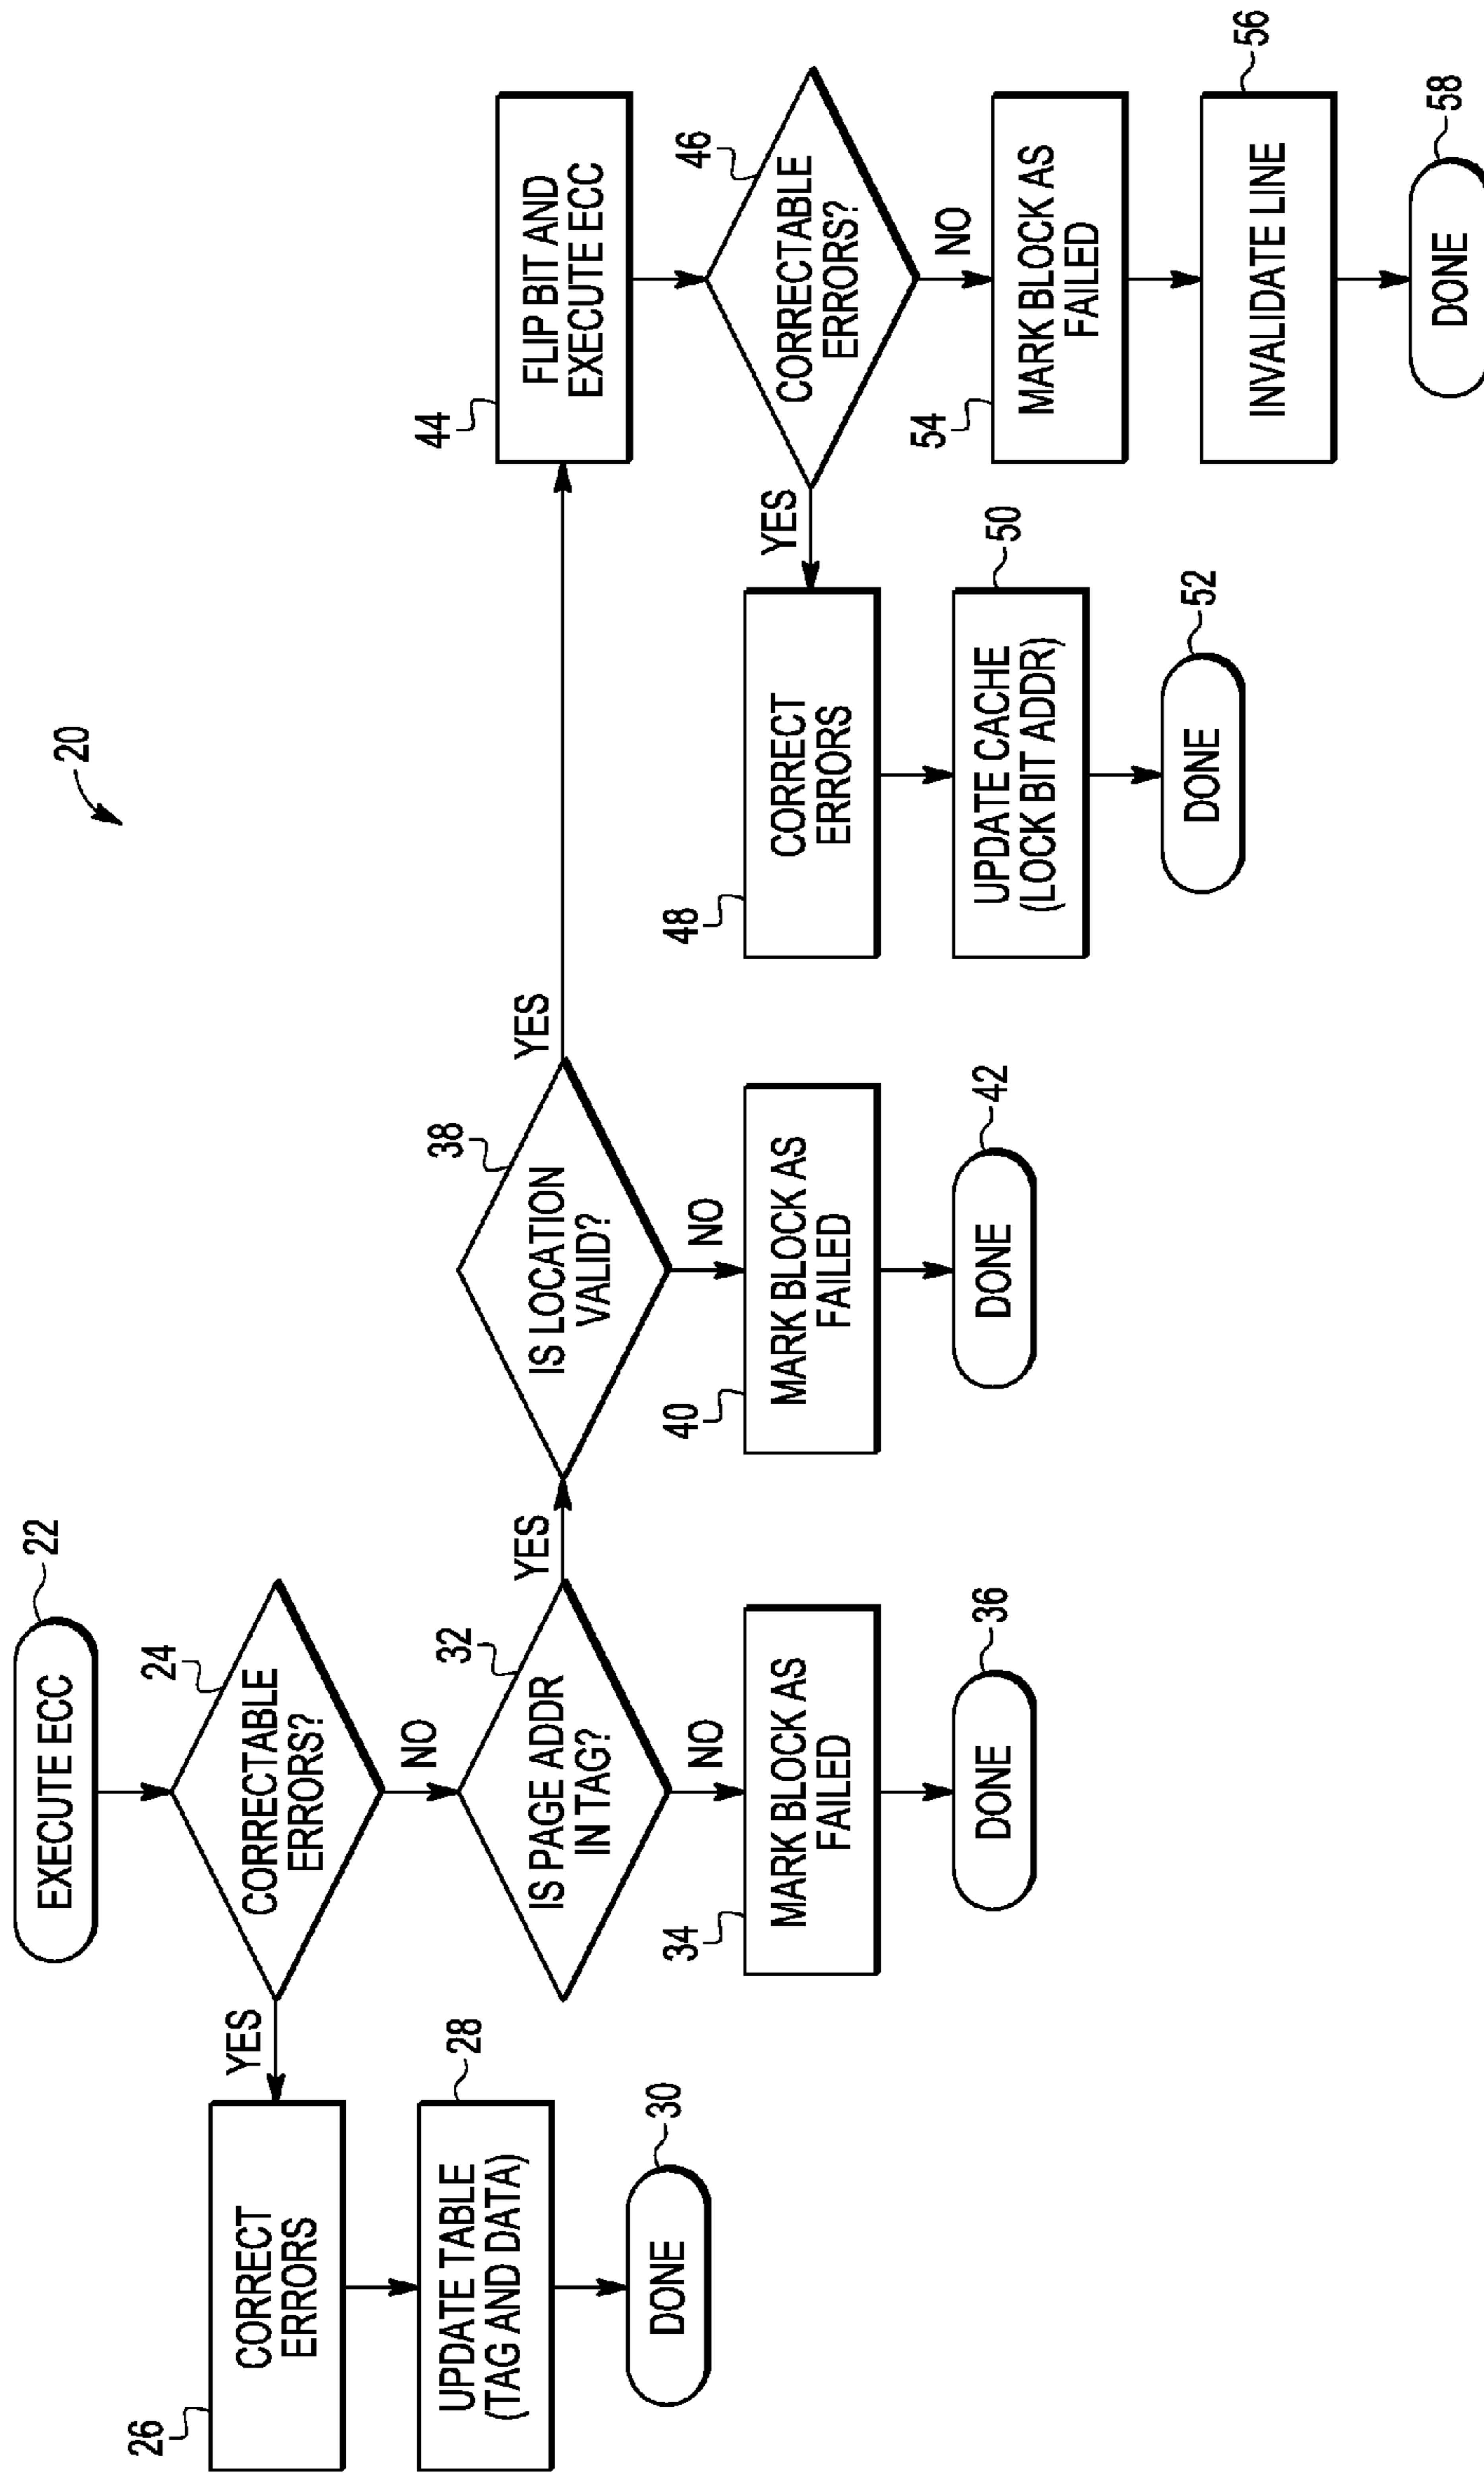 20
EXECUTE ECC
22
CORRECTABLE
ERRORS?
24
YES
NO
CORRECT
ERRORS
26
UPDATE TABLE
(TAG AND DATA)
28
DONE
30
IS PAGE ADDR
IN TAG?
32
YES
NO
MARK BLOCK AS
FAILED
34
DONE
36
IS LOCATION
VALID?
38
YES
NO
MARK BLOCK AS
FAILED
40
DONE
42
FLIP BIT AND
EXECUTE ECC
44
CORRECTABLE
ERRORS?
46
YES
NO
CORRECT
ERRORS
48
UPDATE CACHE
(LOCK BIT ADDR)
50
DONE
52
MARK BLOCK AS
FAILED
54
INVALIDATE LINE
56
DONE
58